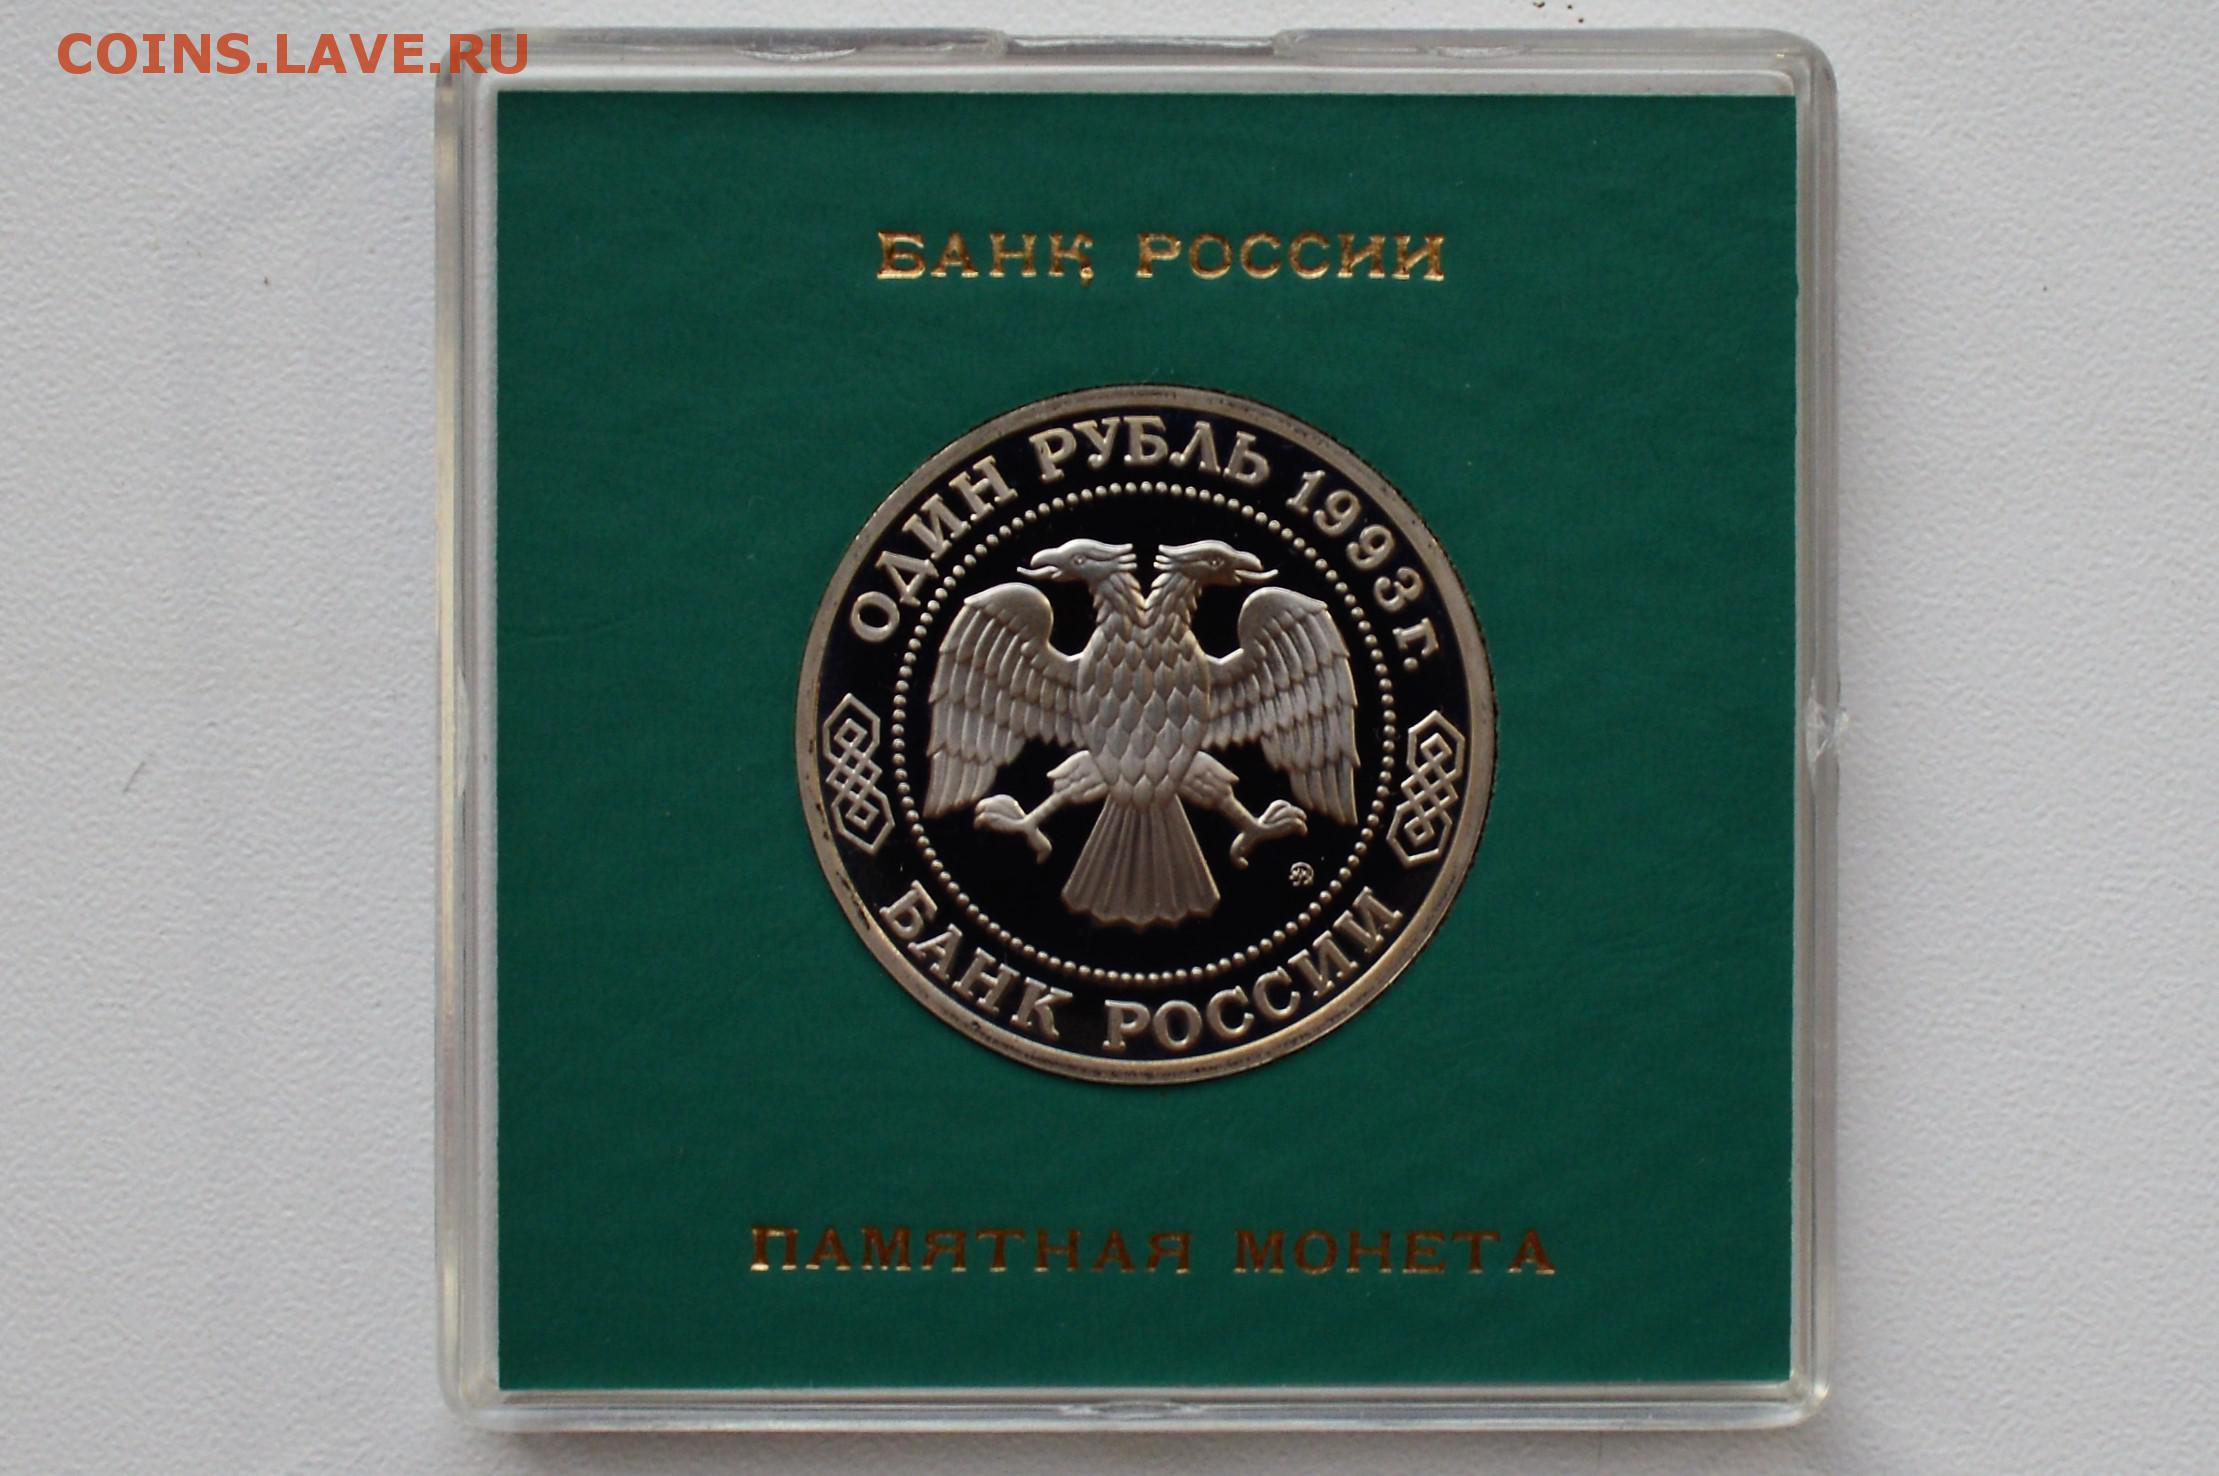 COINS.LAVE.RU
БАНК РОССИИ
ОДИН РУБЛЬ 1993 г.
БАНК РОССИИ
ПАМЯТНАЯ МОНЕТА